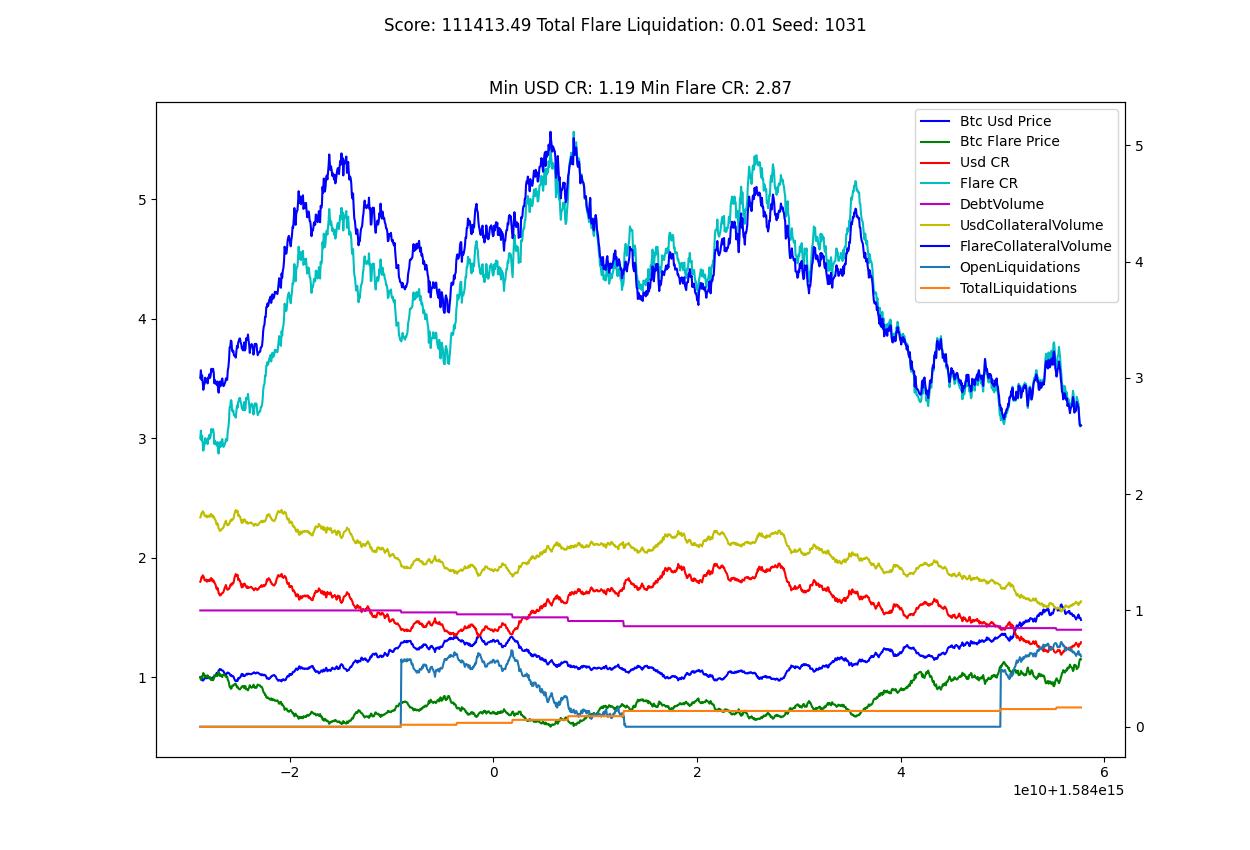 Score: 111413.49 Total Flare Liquidation: 0.01 Seed: 1031
Min USD CR: 1.19 Min Flare CR: 2.87
Btc Usd Price
Btc Flare Price
Usd CR
Flare CR
DebtVolume
UsdCollateralVolume
FlareCollateralVolume
OpenLiquidations
TotalLiquidations
5
4
3
2
1
5
4
3
2
1
0
−2
0
2
4
6
1e10+1.584e15